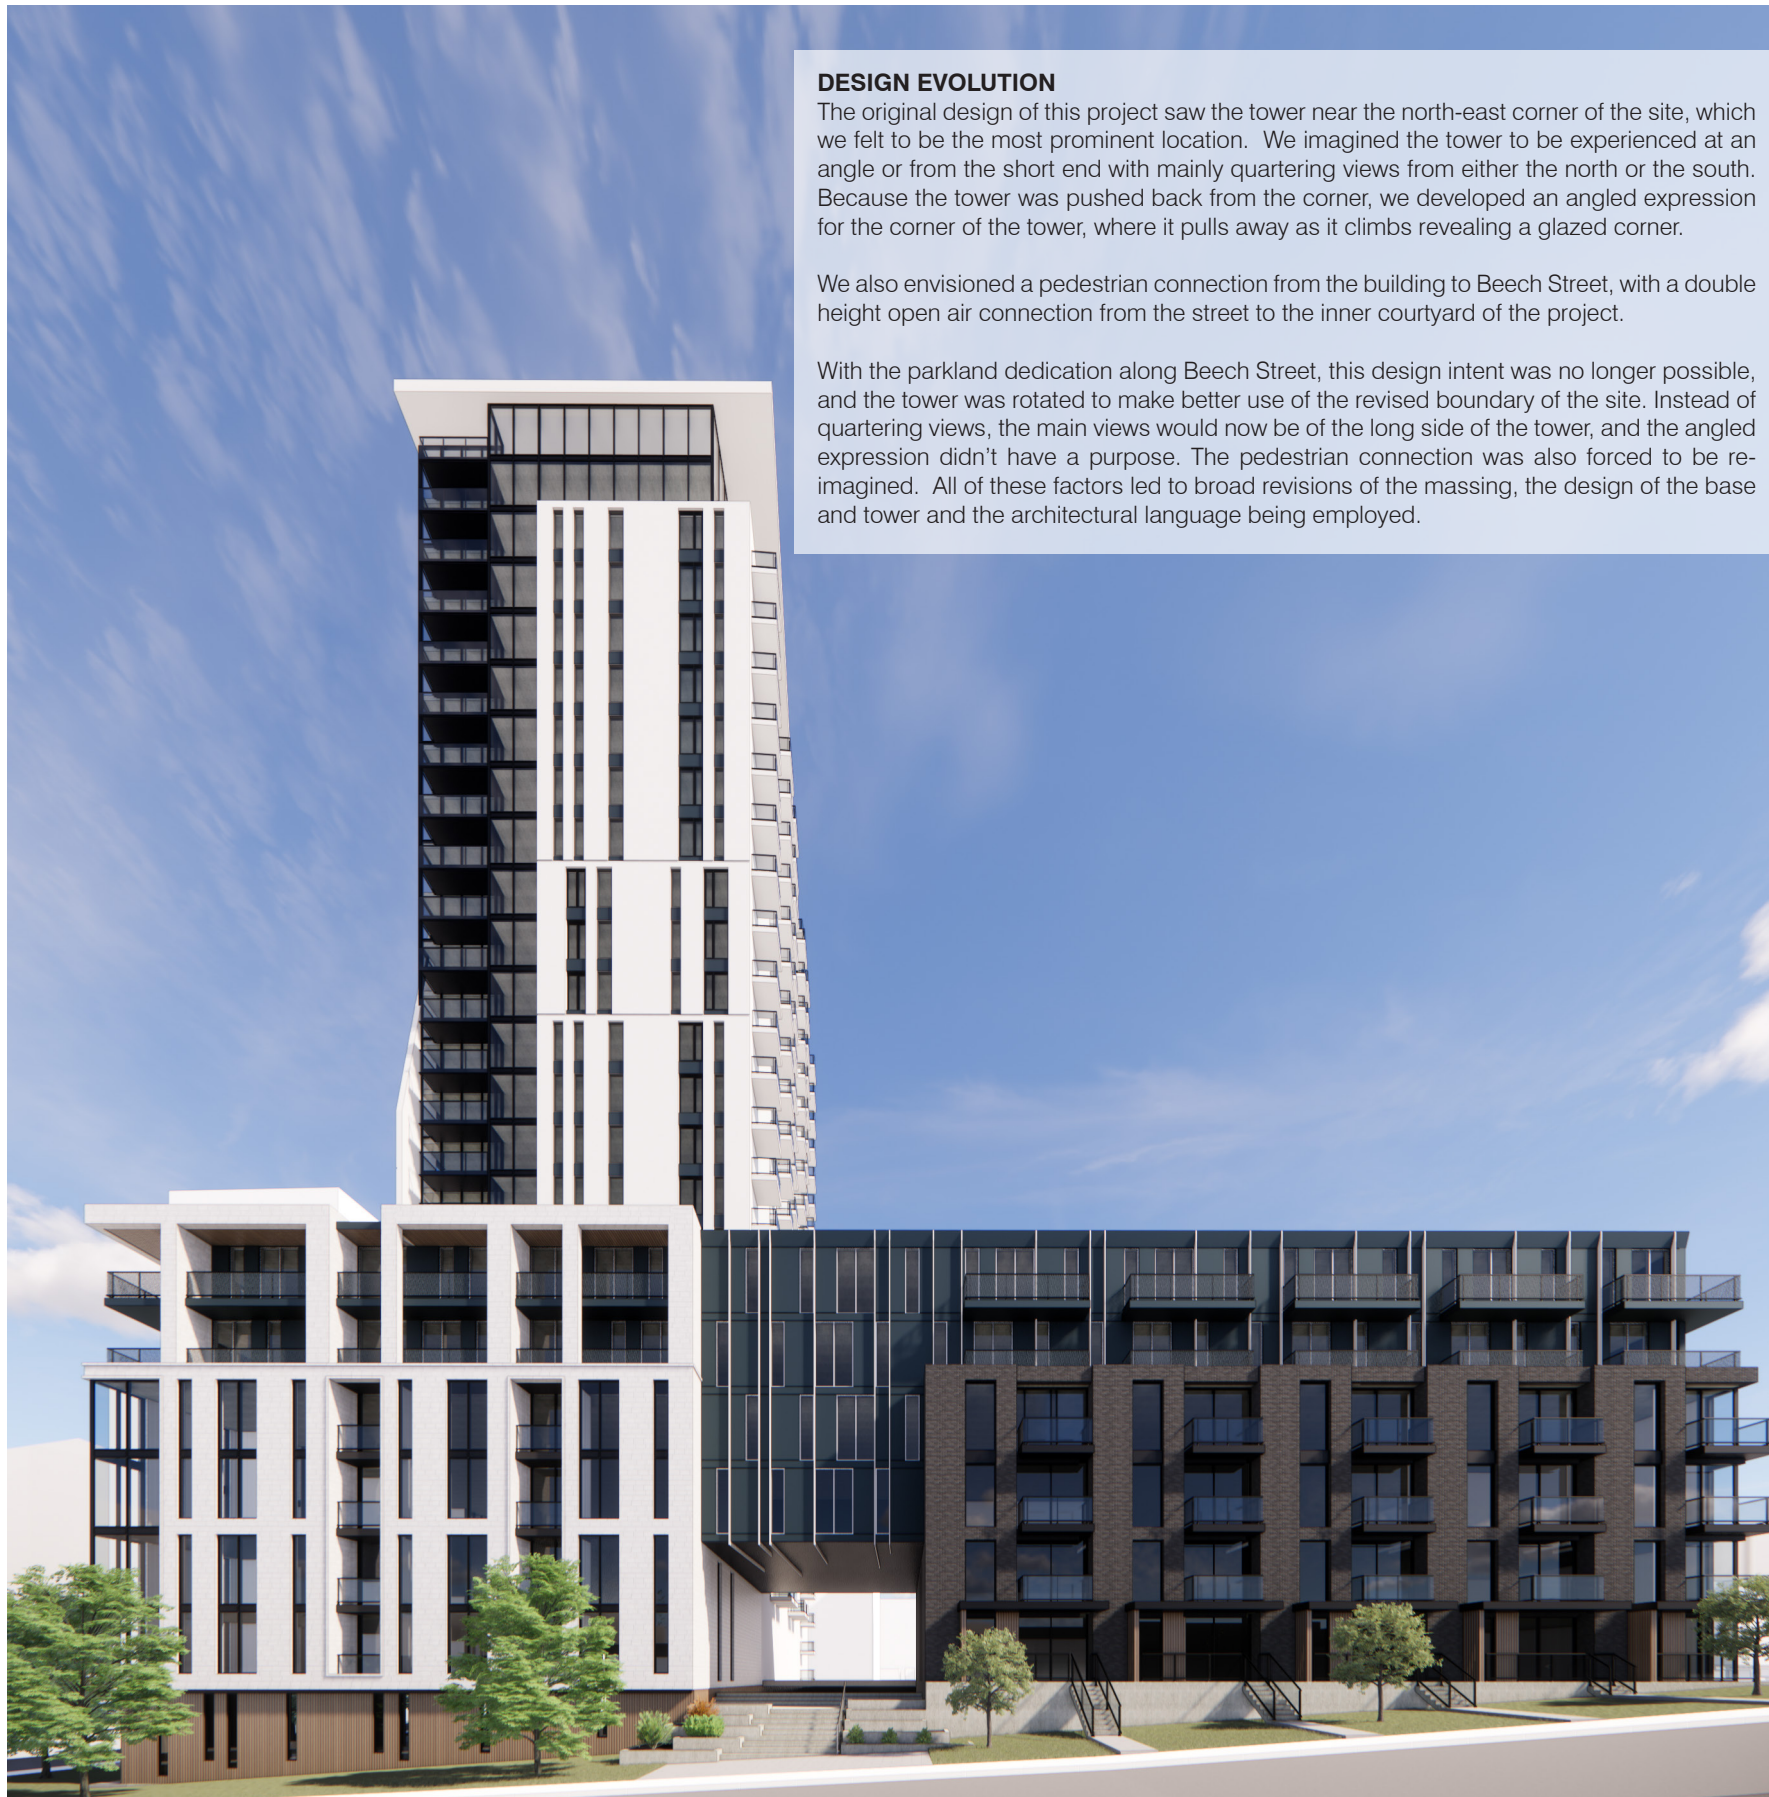 DESIGN EVOLUTION
The original design of this project saw the tower near the north-east corner of the site, which
we felt to be the most prominent location.  We imagined the tower to be experienced at an
angle or from the short end with mainly quartering views from either the north or the south.
Because the tower was pushed back from the corner, we developed an angled expression
for the corner of the tower, where it pulls away as it climbs revealing a glazed corner.

We also envisioned a pedestrian connection from the building to Beech Street, with a double
height open air connection from the street to the inner courtyard of the project.

With the parkland dedication along Beech Street, this design intent was no longer possible,
and the tower was rotated to make better use of the revised boundary of the site. Instead of
quartering views, the main views would now be of the long side of the tower, and the angled
expression didn't have a purpose. The pedestrian connection was also forced to be re-
imagined.  All of these factors led to broad revisions of the massing, the design of the base
and tower and the architectural language being employed.